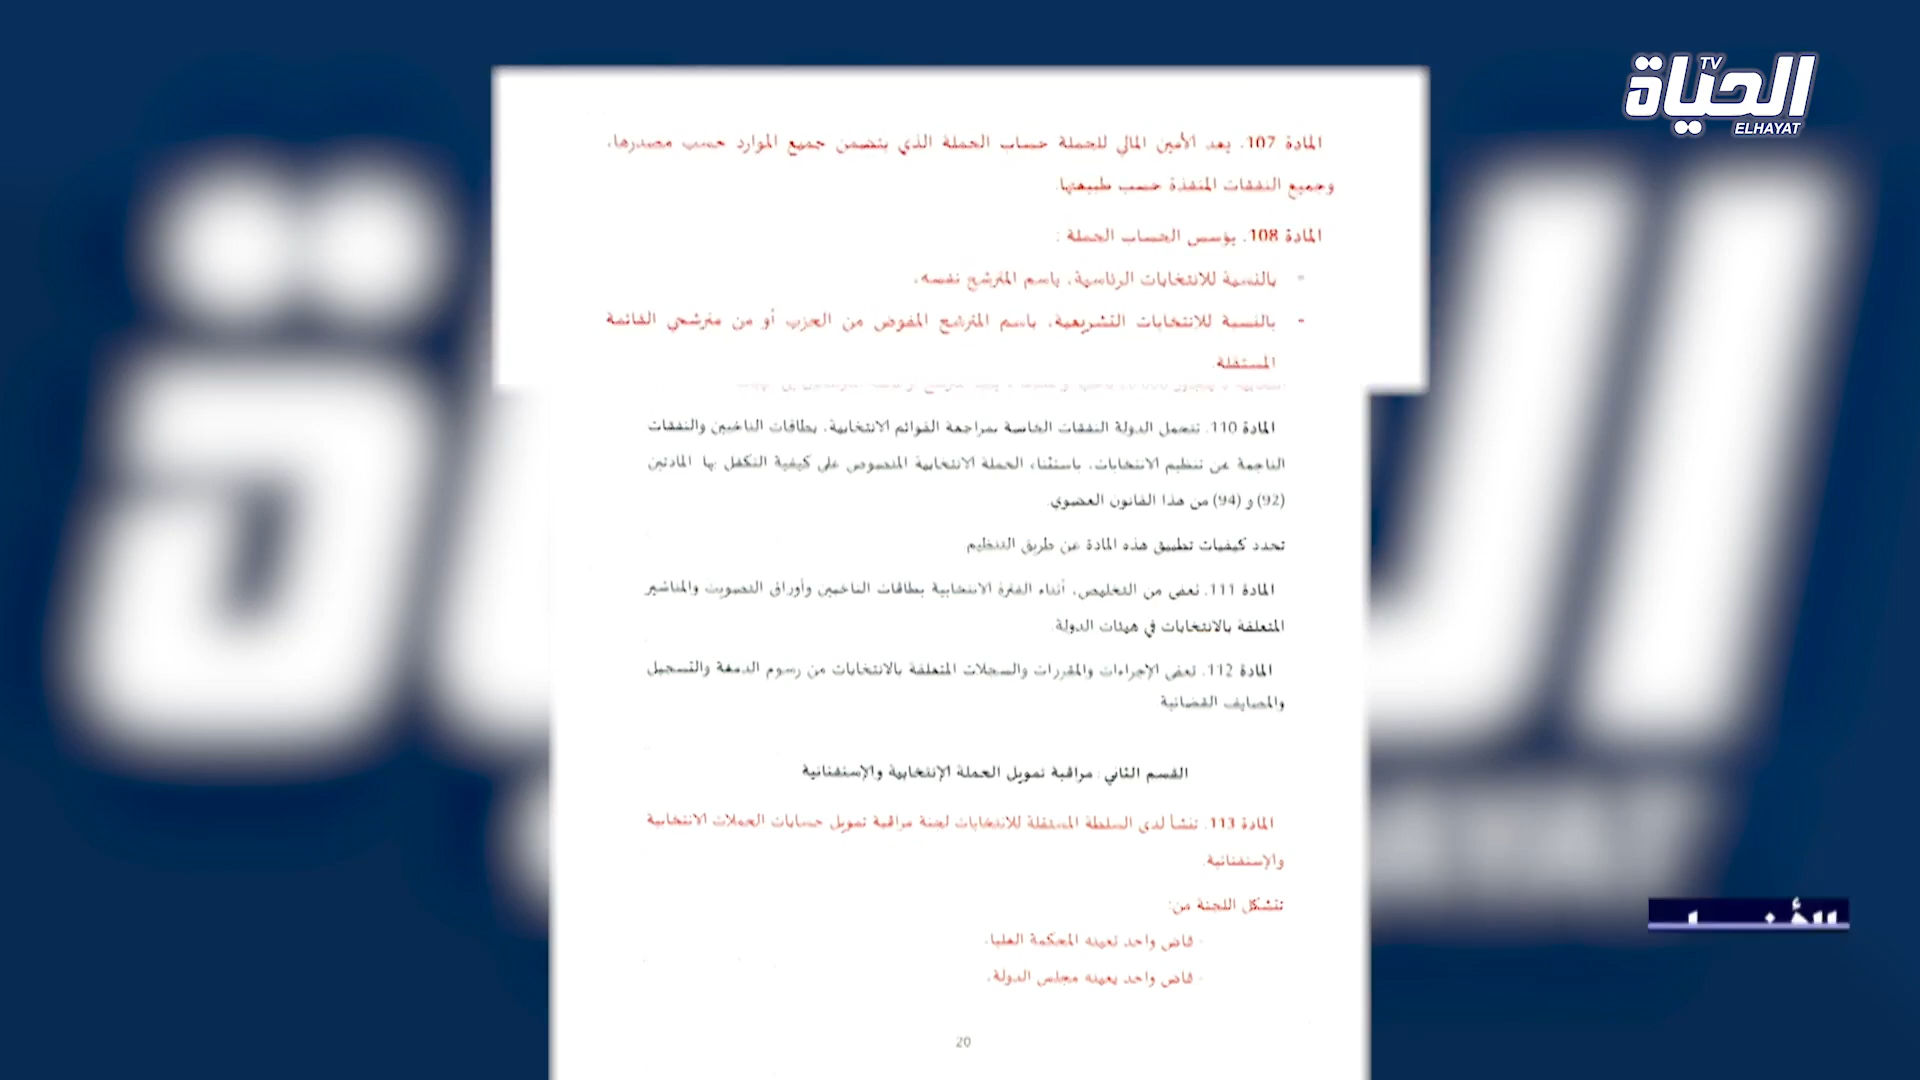 الحياة TV
ELHAYAT
المادة 107. يعد الأمين المالي للحملة حساب الحملة الذي يتضمن جميع الموارد حسب مصدرها،
وجميع النفقات المنفذة حسب طبيعتها.
المادة 108. يؤسس الحساب الحملة :
- بالنسبة للانتخابات الرئاسية، باسم المترشح نفسه،
- بالنسبة للانتخابات التشريعية، باسم المترشح المفوض من الحزب أو من مترشحي القائمة
المستقلة.
المادة 110. تتحمل الدولة النفقات الخاصة بمراجعة القوائم الانتخابية، بطاقات الناخبين والنفقات
الناجمة عن تنظيم الانتخابات، باستثناء الحملة الانتخابية المنصوص على كيفية التكفل بها المادتين
(92) و (94) من هذا القانون العضوي.
تحدد كيفيات تطبيق هذه المادة عن طريق التنظيم
المادة 111. تعفى من التخليص، أثناء الفترة الانتخابية بطاقات الناخبين وأوراق التصويت والمناشير
المتعلقة بالانتخابات في هيئات الدولة.
المادة 112. تعفى الإجراءات والمقررات والسجلات المتعلقة بالانتخابات من رسوم الدمغة والتسجيل
والمصايف القضائية
القسم الثاني : مراقبة تمويل الحملة الإنتخابية والإستفتائية
المادة 113. تنشأ لدى السلطة المستقلة للانتخابات لجنة مراقبة تمويل حسابات الحملات الانتخابية
والإستفتائية.
تتشكل اللجنة من:
- قاض واحد تعينه المحكمة العليا،
- قاض واحد يعينه مجلس الدولة،
20